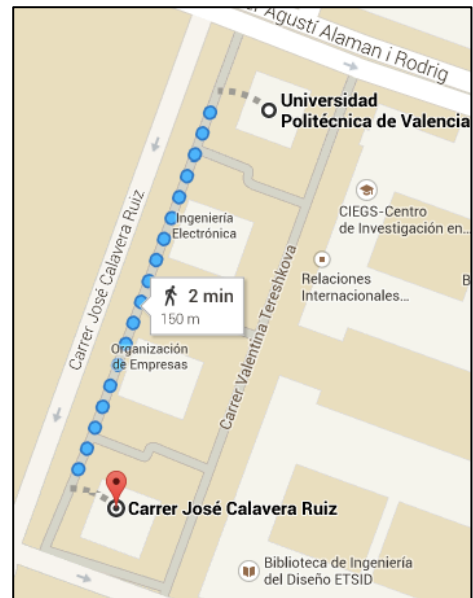 er Agustí Alaman i Rodrig
Universidad
Politécnica de Valencia
CIEGS-Centro
de Investigación en...
Ingeniería
Electrónica
Carrer José Calavera Ruiz
Relaciones
Internacionales...
B
2 min
150 m
Carrer Valentina Tereshkova
Organización
de Empresas
Carrer José Calavera Ruiz
Biblioteca de Ingeniería
del Diseño ETSID